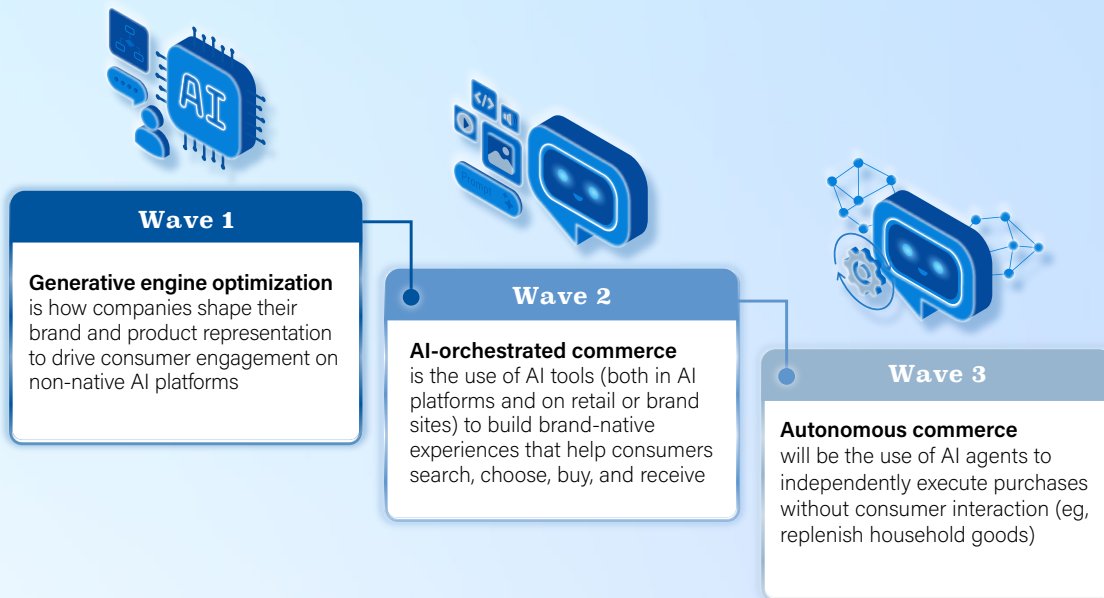 AI
</>
Prompt
Wave 1
Generative engine optimization
is how companies shape their
brand and product representation
to drive consumer engagement on
non-native AI platforms
Wave 2
AI-orchestrated commerce
is the use of AI tools (both in AI
platforms and on retail or brand
sites) to build brand-native
experiences that help consumers
search, choose, buy, and receive
Wave 3
Autonomous commerce
will be the use of AI agents to
independently execute purchases
without consumer interaction (eg,
replenish household goods)